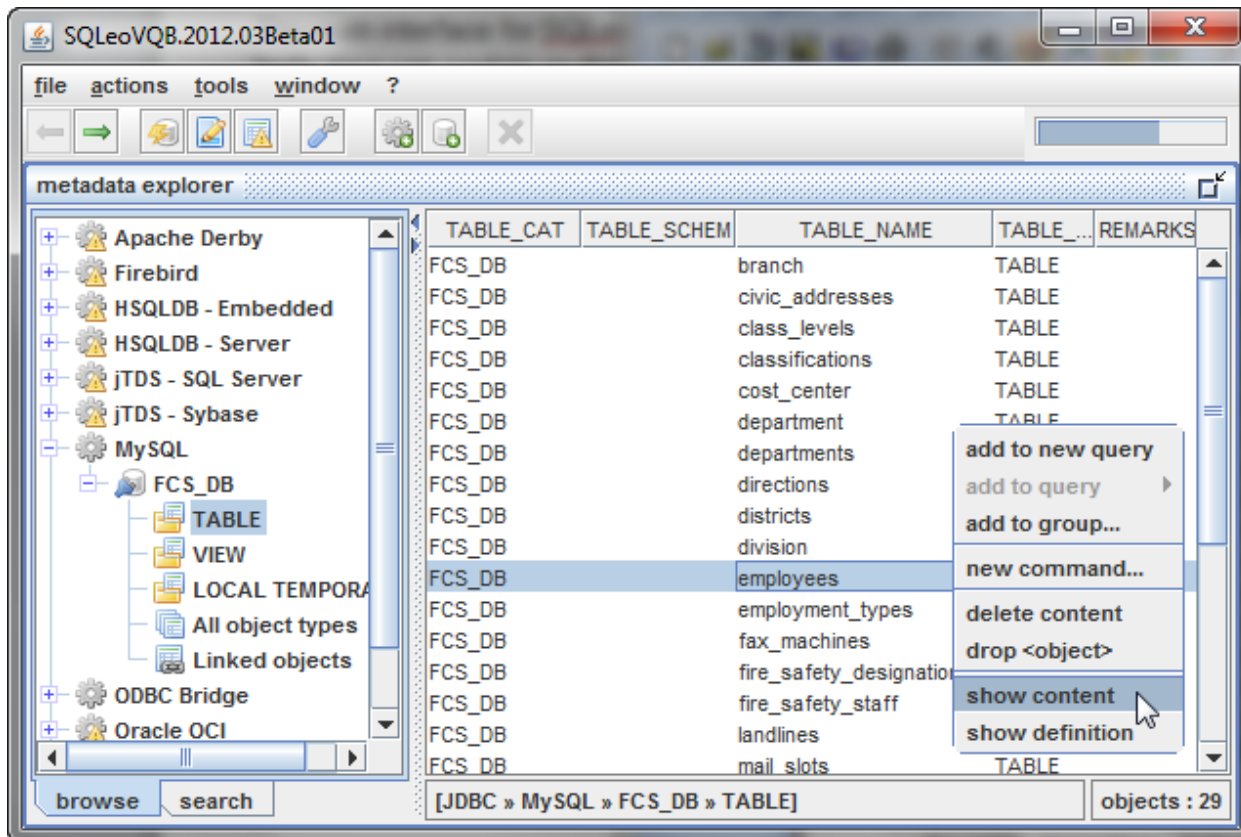 SQLeoVQB.2012.03Beta01
file actions tools window ?
metadata explorer
Apache Derby
Firebird
HSQLDB - Embedded
HSQLDB - Server
jTDS - SQL Server
jTDS - Sybase
MySQL
FCS_DB
TABLE
VIEW
LOCAL TEMPORA
All object types
Linked objects
ODBC Bridge
Oracle OCI
browse search
TABLE_CAT TABLE_SCHEM TABLE_NAME TABLE_... REMARKS
FCS_DB branch TABLE
FCS_DB civic_addresses TABLE
FCS_DB class_levels TABLE
FCS_DB classifications TABLE
FCS_DB cost_center TABLE
FCS_DB department TABLE
FCS_DB departments
FCS_DB directions
FCS_DB districts
FCS_DB division
FCS_DB employees
FCS_DB employment_types
FCS_DB fax_machines
FCS_DB fire_safety_designation
FCS_DB fire_safety_staff
FCS_DB landlines
FCS_DB mail_slots TABLE
add to new query
add to query
add to group...
new command...
delete content
drop <object>
show content
show definition
[JDBC » MySQL » FCS_DB » TABLE] objects : 29